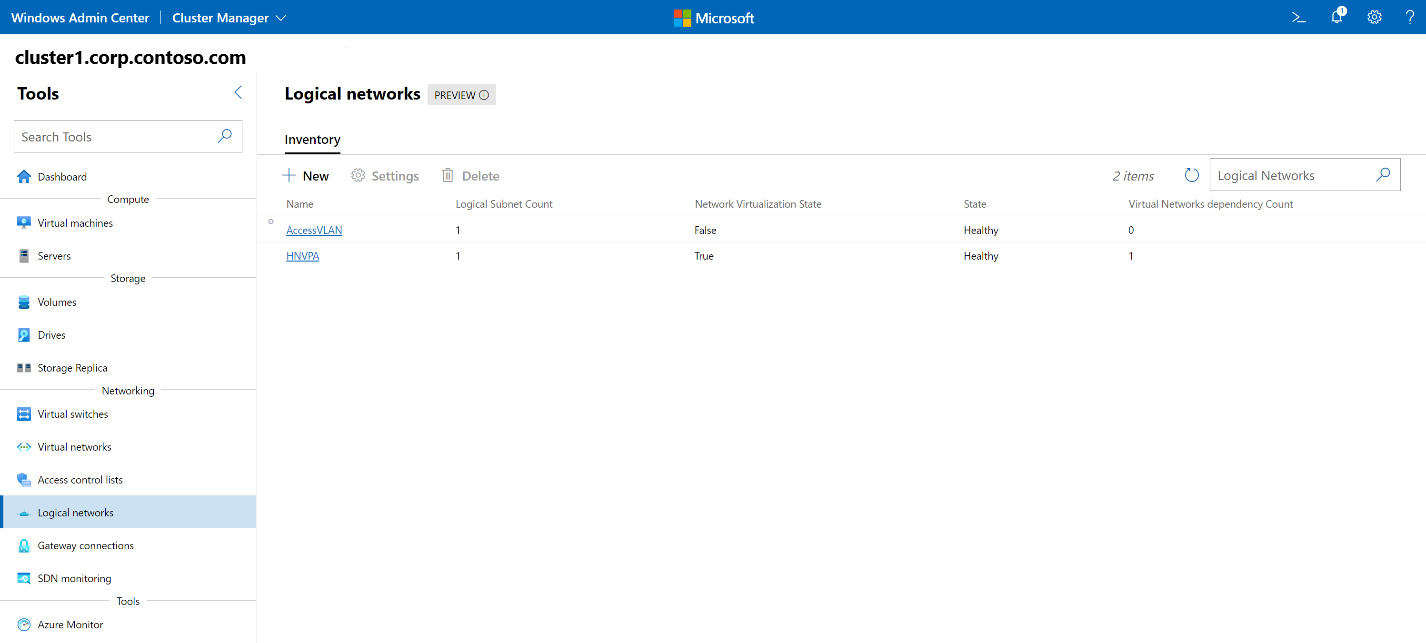 Windows Admin Center Cluster Manager Microsoft 1 ?
cluster1.corp.contoso.com
Tools
Search Tools
Dashboard
Compute
Virtual machines
Servers
Storage
Volumes
Drives
Storage Replica
Networking
Virtual switches
Virtual networks
Access control lists
Logical networks
Gateway connections
SDN monitoring
Tools
Azure Monitor
Logical networks PREVIEW
Inventory
New Settings Delete 2 items Logical Networks
Name Logical Subnet Count Network Virtualization State State Virtual Networks dependency Count
AccessVLAN 1 False Healthy 0
HNVPA 1 True Healthy 1